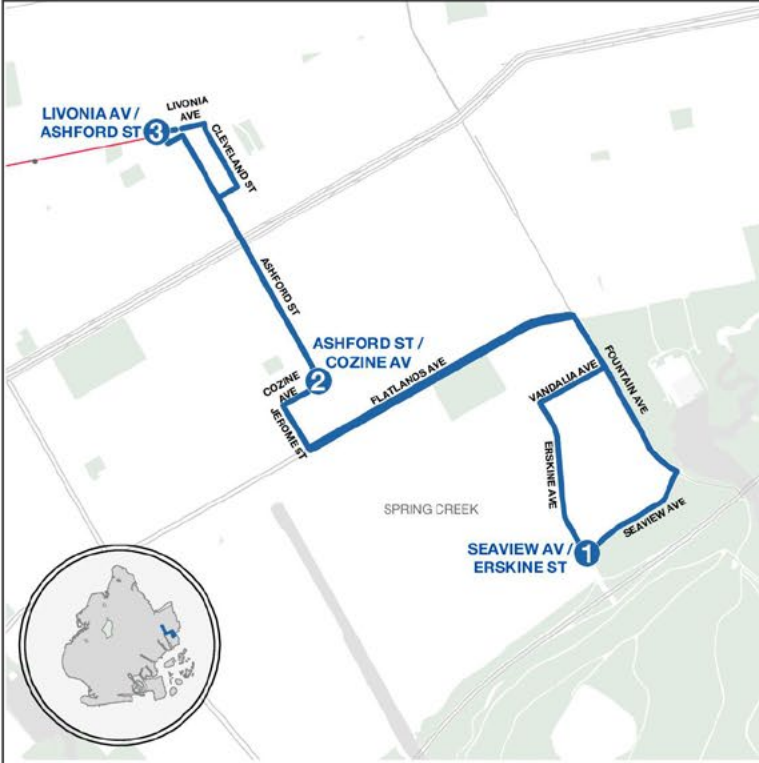 LIVONIA
AVE
LIVONIA AV /
ASHFORD ST
3
CLEVELAND ST
ASHFORD ST
ASHFORD ST /
COZINE AV
2
COZINE
AVE
JEROME ST
FLATLANDS AVE
FOUNTAIN AVE
VANDALIA AVE
ERSKINE AVE
SPRING CREEK
SEAVIEW AVE
SEAVIEW AV /
ERSKINE ST
1